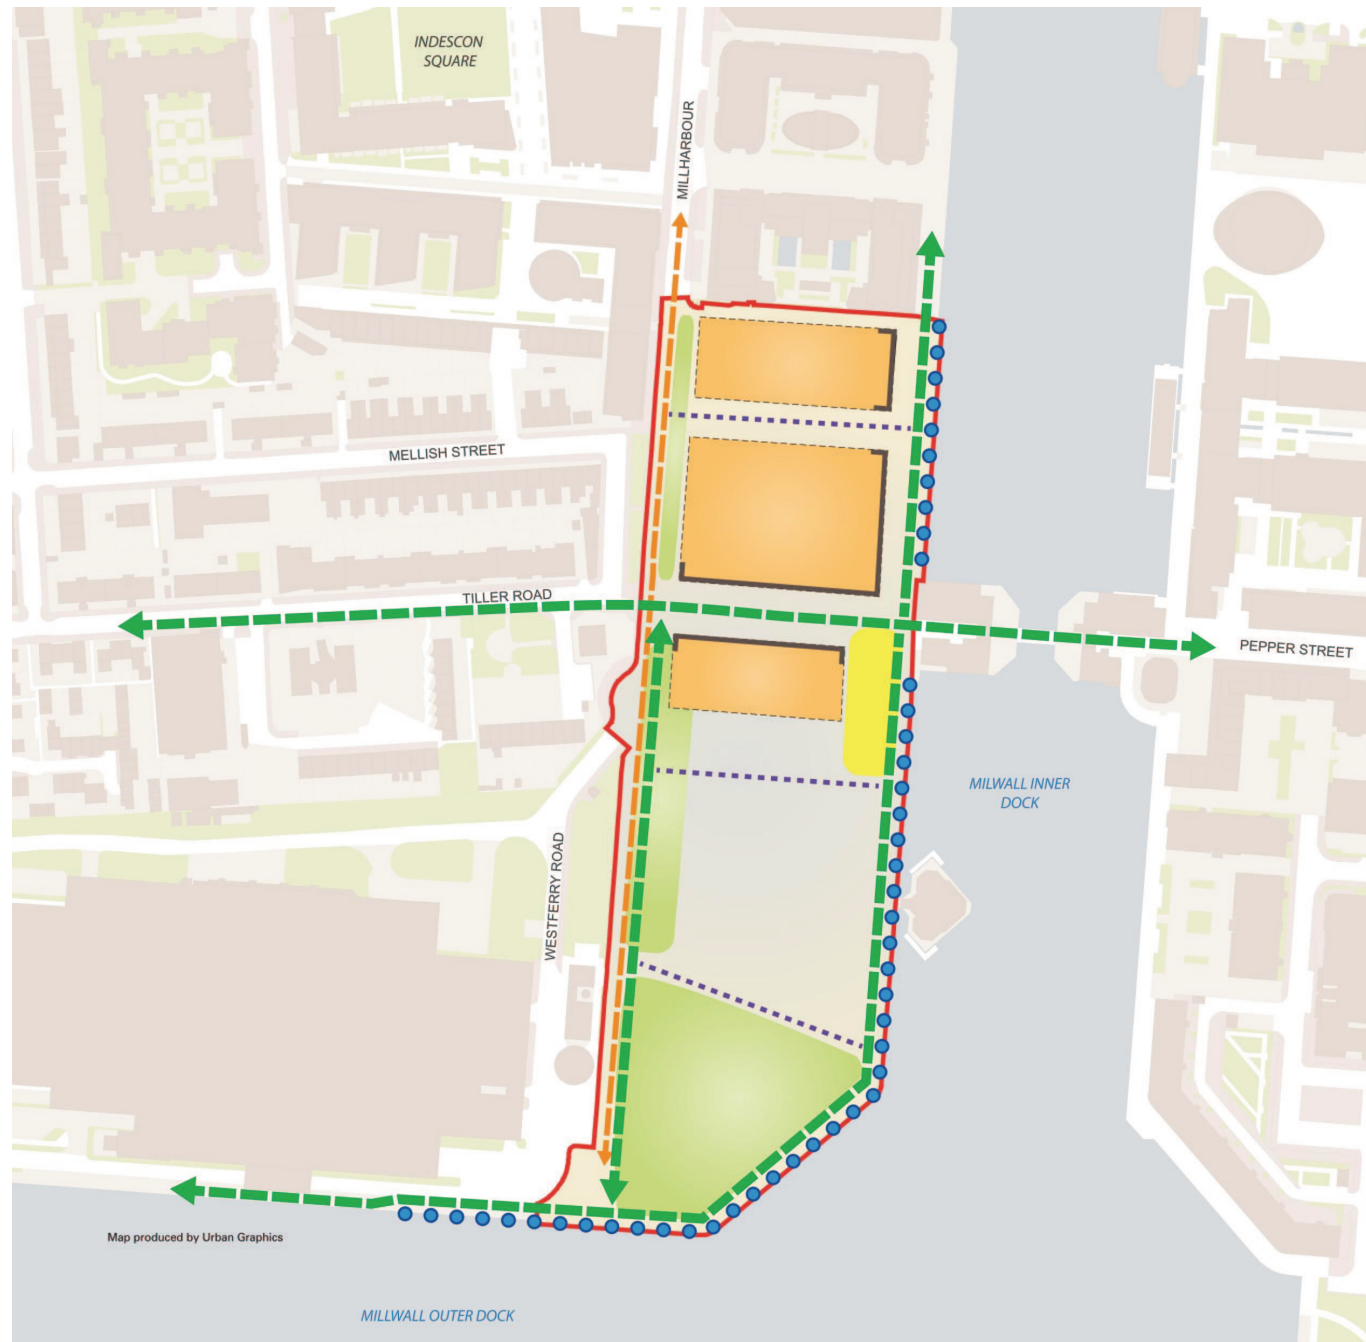 INDESCON
SQUARE
MILLHARBOUR
MELLISH STREET
TILLER ROAD
PEPPER STREET
MILWALL INNER
DOCK
WESTFERRY ROAD
Map produced by Urban Graphics
MILLWALL OUTER DOCK